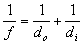 1/f = 1/d_o + 1/d_i